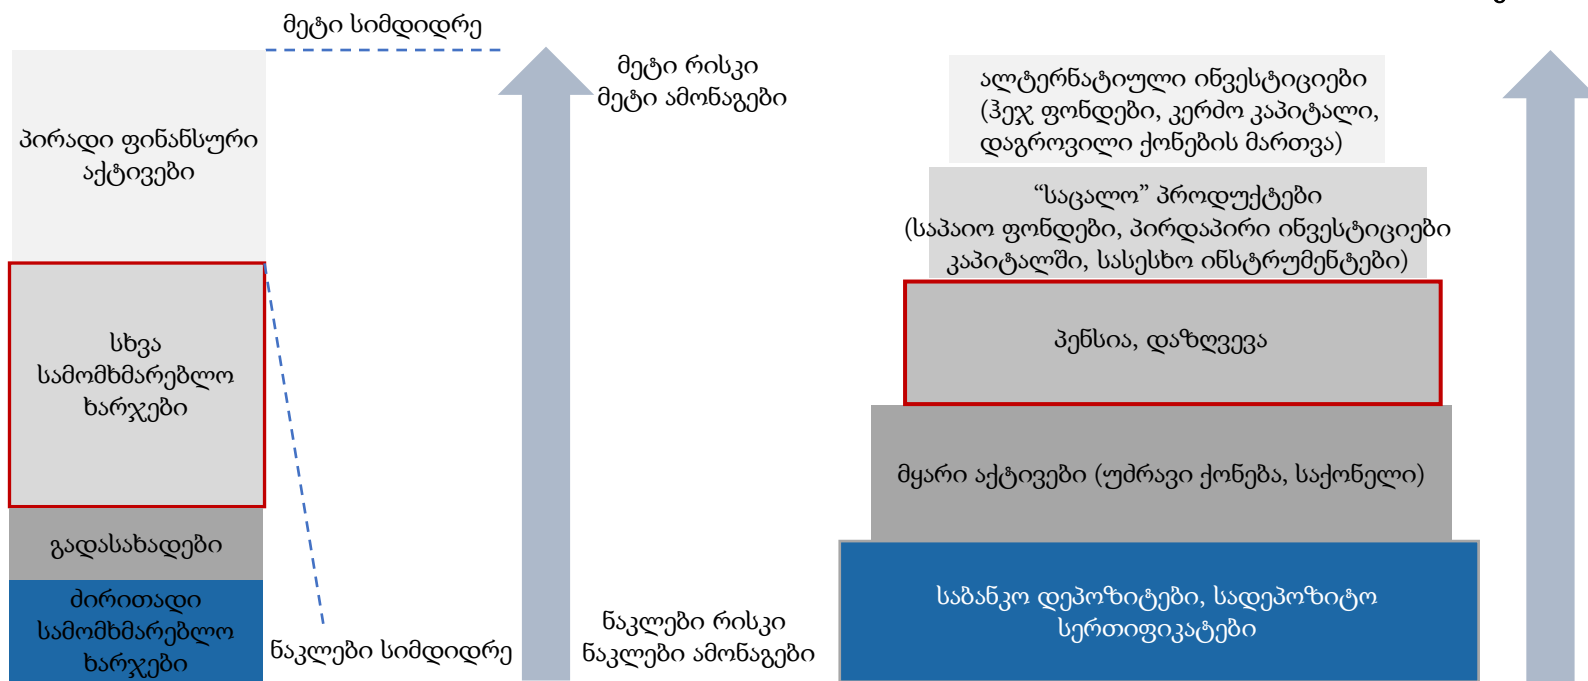 მეტი სიმდიდრე
პირადი ფინანსური
აქტივები
სხვა
სამომხმარებლო
ხარჯები
გადასახადები
ძირითადი
სამომხმარებლო
ხარჯები
ნაკლები სიმდიდრე
მეტი რისკი
მეტი ამონაგები
ნაკლები რისკი
ნაკლები ამონაგები
ალტერნატიული ინვესტიციები
(ჰეჯ ფონდები, კერძო კაპიტალი,
დაგროვილი ქონების მართვა)
“საცალო” პროდუქტები
(საპაიო ფონდები, პირდაპირი ინვესტიციები
კაპიტალში, სასესხო ინსტრუმენტები)
პენსია, დაზღვევა
მყარი აქტივები (უძრავი ქონება, საქონელი)
საბანკო დეპოზიტები, სადეპოზიტო
სერთიფიკატები